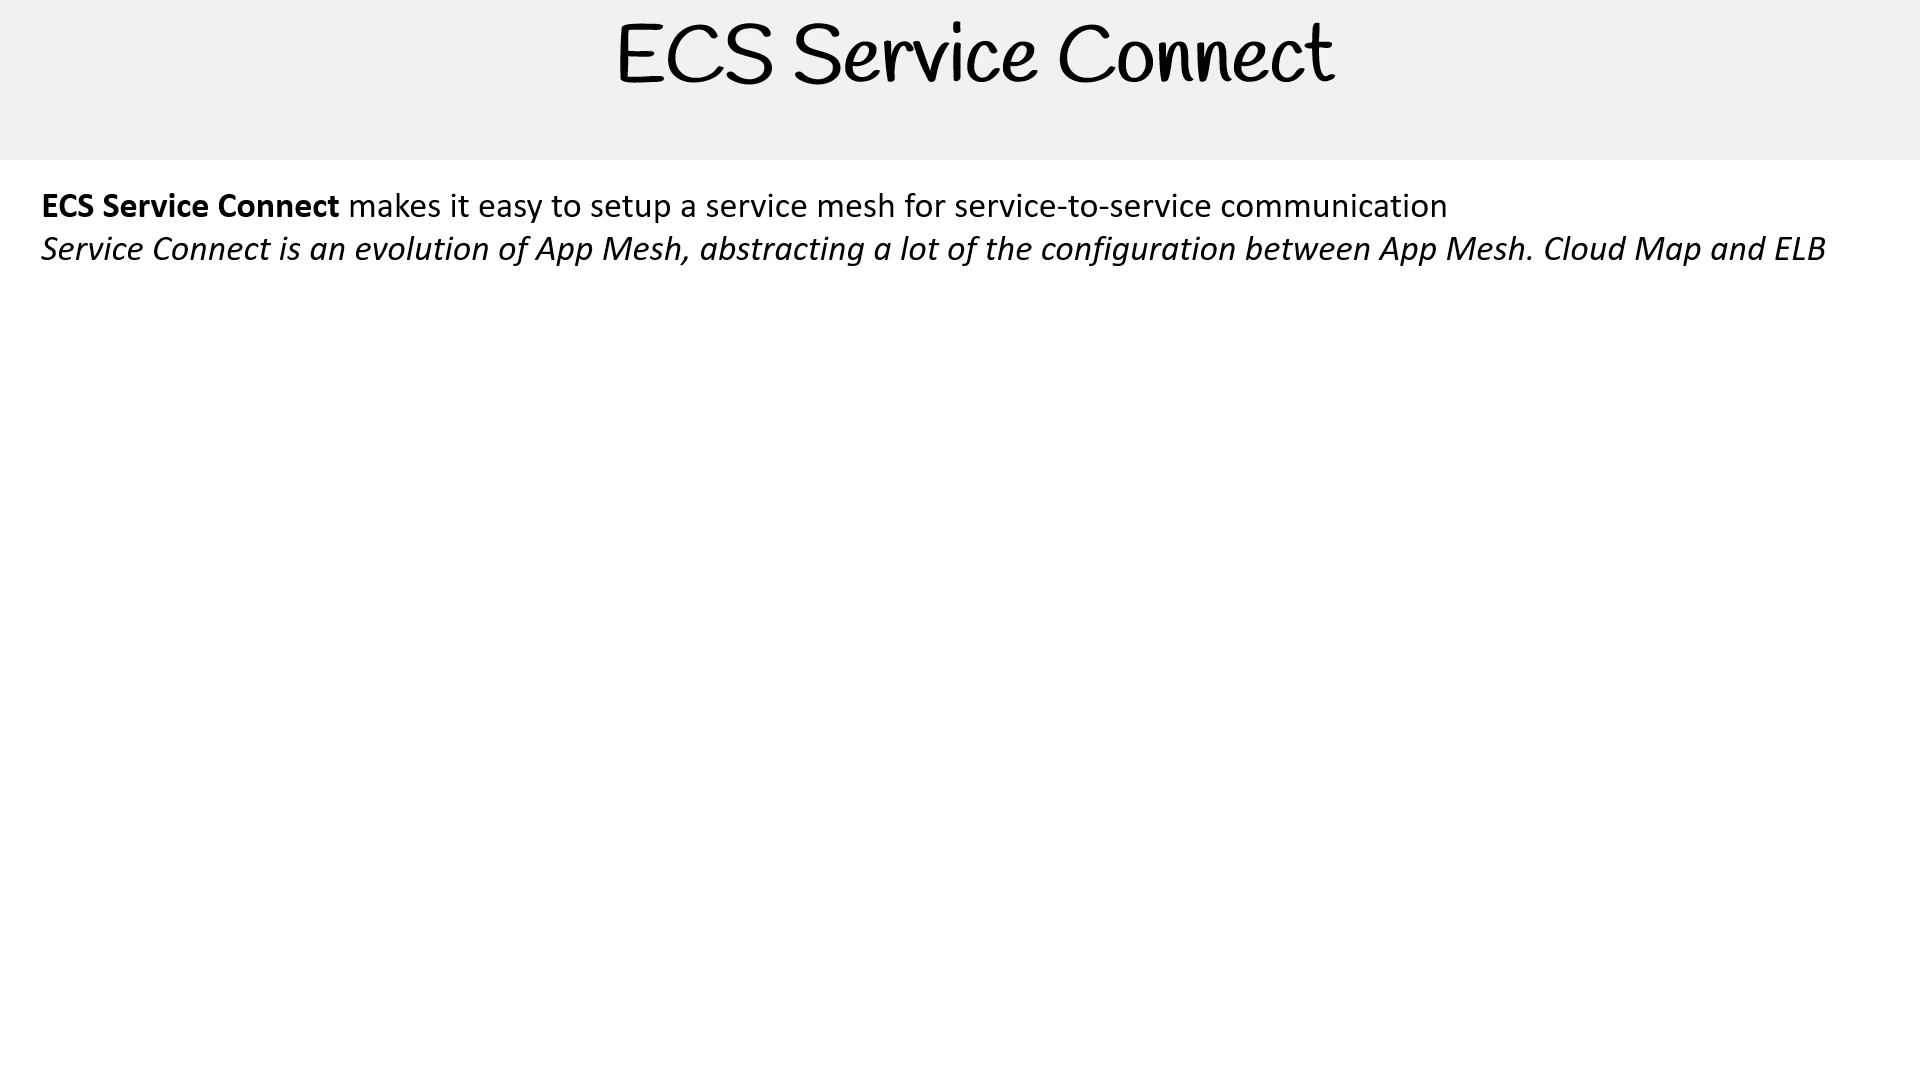 ECS Service Connect
ECS Service Connect makes it easy to setup a service mesh for service-to-service communication
Service Connect is an evolution of App Mesh, abstracting a lot of the configuration between App Mesh. Cloud Map and ELB